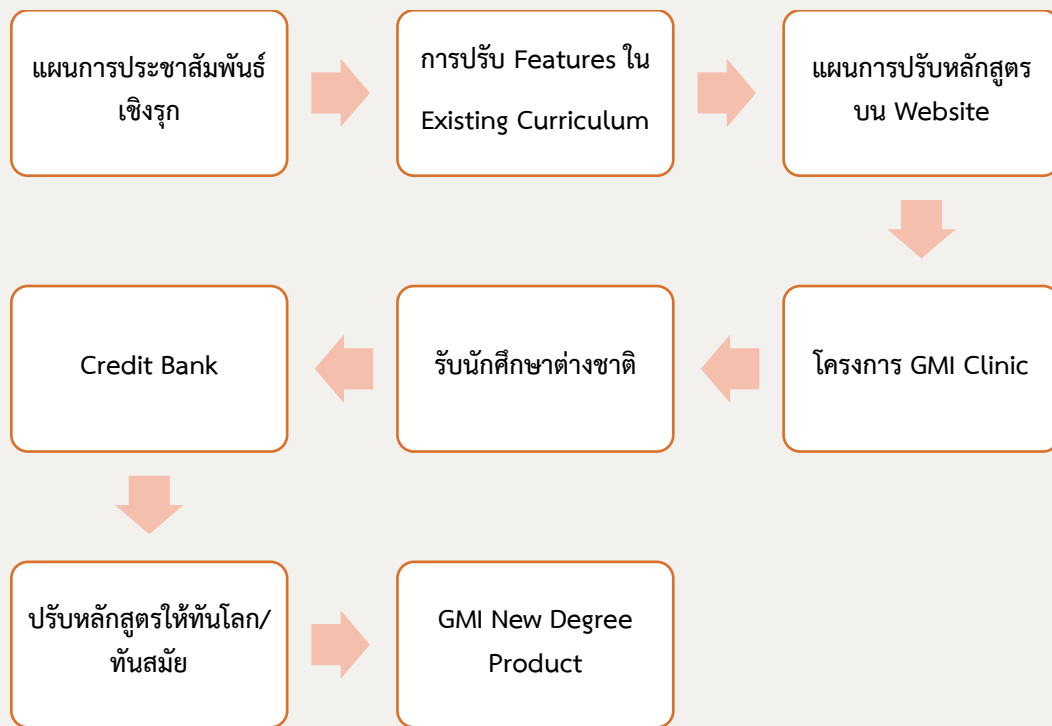 แผนการประชาสัมพันธ์
เชิงรุก
การปรับ Features ใน
Existing Curriculum
แผนการปรับหลักสูตร
บน Website
โครงการ GMI Clinic
รับนักศึกษาต่างชาติ
Credit Bank
ปรับหลักสูตรให้ทันโลก/
ทันสมัย
GMI New Degree
Product